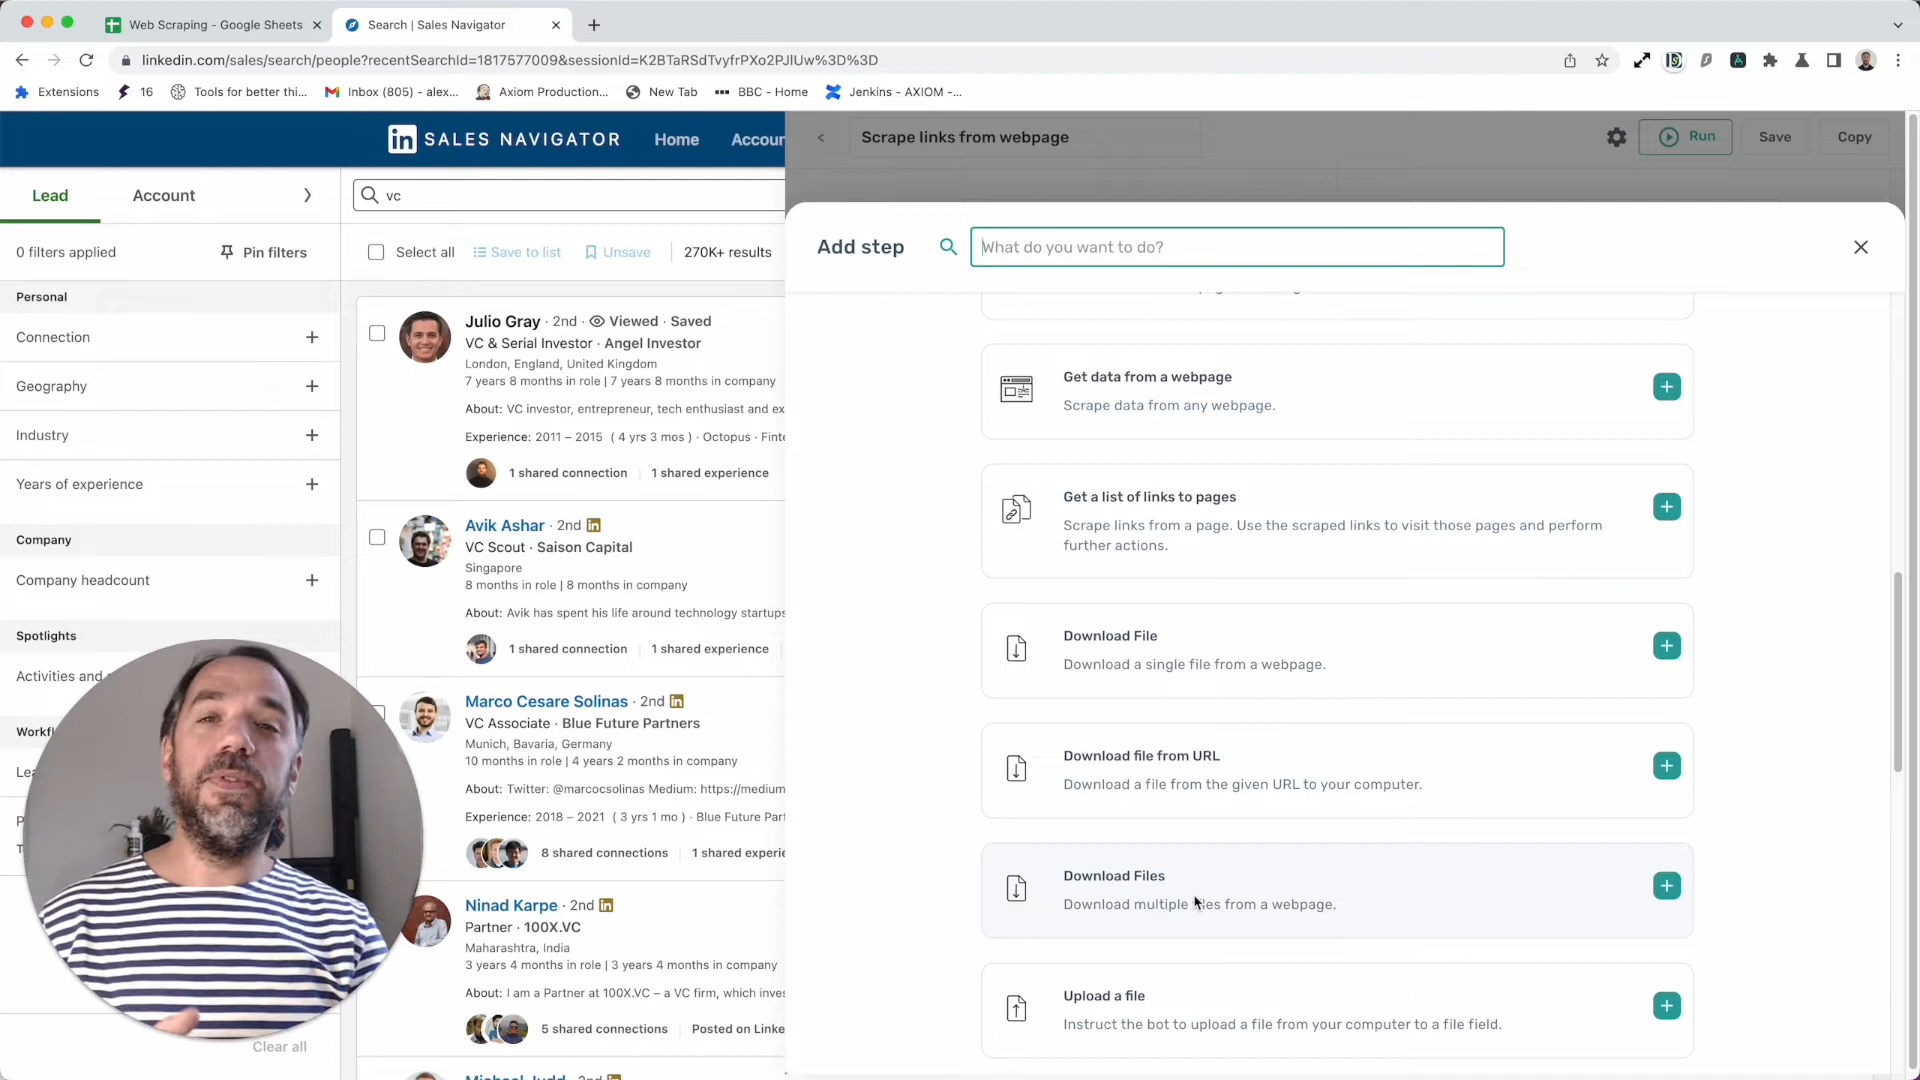 Web Scraping - Google Sheets
Search | Sales Navigator
linkedin.com/sales/search/people?recentSearchId=1817577009&sessionId=K2BTaRSdTvyfrPXo2PJlUw%3D%3D
Extensions
16
Tools for better thi...
Inbox (805) - alex...
Axiom Production...
New Tab
BBC - Home
Jenkins - AXIOM -...
in SALES NAVIGATOR
Home
Accoun
Scrape links from webpage
Run
Save
Copy
Lead
Account
vc
Add step
What do you want to do?
0 filters applied
Pin filters
Select all
Save to list
Unsave
270K+ results
Personal
Connection
Geography
Industry
Years of experience
Company
Company headcount
Spotlights
Activities and
Workfl
Lea
P
T
Clear all
Julio Gray · 2nd · Viewed · Saved
VC & Serial Investor · Angel Investor
London, England, United Kingdom
7 years 8 months in role | 7 years 8 months in company
About: VC investor, entrepreneur, tech enthusiast and ex
Experience: 2011 – 2015 ( 4 yrs 3 mos ) · Octopus · Finte
1 shared connection
1 shared experience
Avik Ashar · 2nd in
VC Scout · Saison Capital
Singapore
8 months in role | 8 months in company
About: Avik has spent his life around technology startups
1 shared connection
1 shared experience
Marco Cesare Solinas · 2nd in
VC Associate · Blue Future Partners
Munich, Bavaria, Germany
10 months in role | 4 years 2 months in company
About: Twitter: @marcocsolinas Medium: https://medium
Experience: 2018 – 2021 ( 3 yrs 1 mo ) · Blue Future Par
8 shared connections
1 shared experie
Ninad Karpe · 2nd in
Partner · 100X.VC
Maharashtra, India
3 years 4 months in role | 3 years 4 months in company
About: I am a Partner at 100X.VC – a VC firm, which inves
5 shared connections
Posted on Linke
Get data from a webpage
Scrape data from any webpage.
Get a list of links to pages
Scrape links from a page. Use the scraped links to visit those pages and perform
further actions.
Download File
Download a single file from a webpage.
Download file from URL
Download a file from the given URL to your computer.
Download Files
Download multiple files from a webpage.
Upload a file
Instruct the bot to upload a file from your computer to a file field.